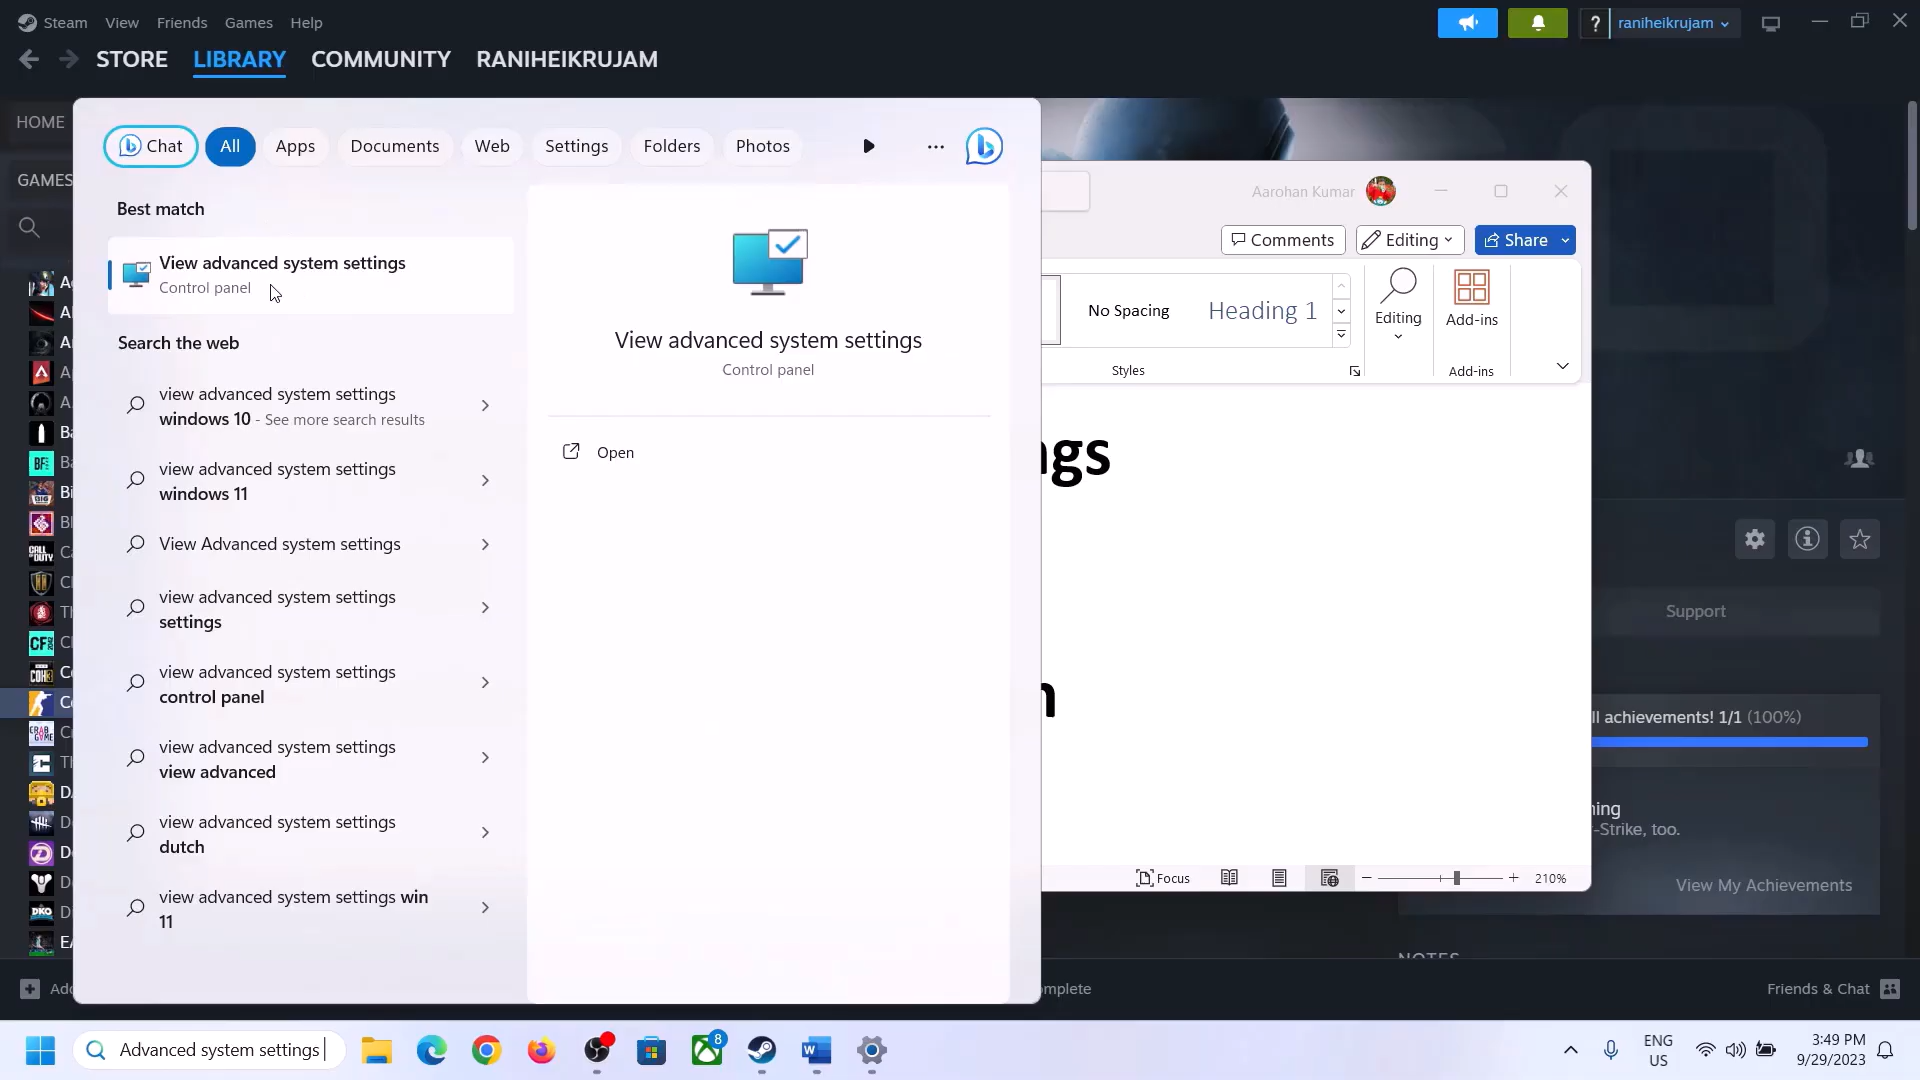 Steam View Friends Games Help
raniheikrujam
STORE LIBRARY COMMUNITY RANIHEIKRUJAM
HOME
GAMES
Chat All Apps Documents Web Settings Folders Photos
Best match
View advanced system settings
Control panel
Search the web
view advanced system settings
windows 10 - See more search results
view advanced system settings
windows 11
View Advanced system settings
view advanced system settings
settings
view advanced system settings
control panel
view advanced system settings
view advanced
view advanced system settings
dutch
view advanced system settings win
11
View advanced system settings
Control panel
Open
Aarohan Kumar
Comments Editing Share
No Spacing Heading 1
Editing
Add-ins
Styles
Add-ins
Focus
210%
Support
ll achievements! 1/1 (100%)
-Strike, too.
View My Achievements
NOTES
Friends & Chat
Advanced system settings
8
ENG
US
3:49 PM
9/29/2023